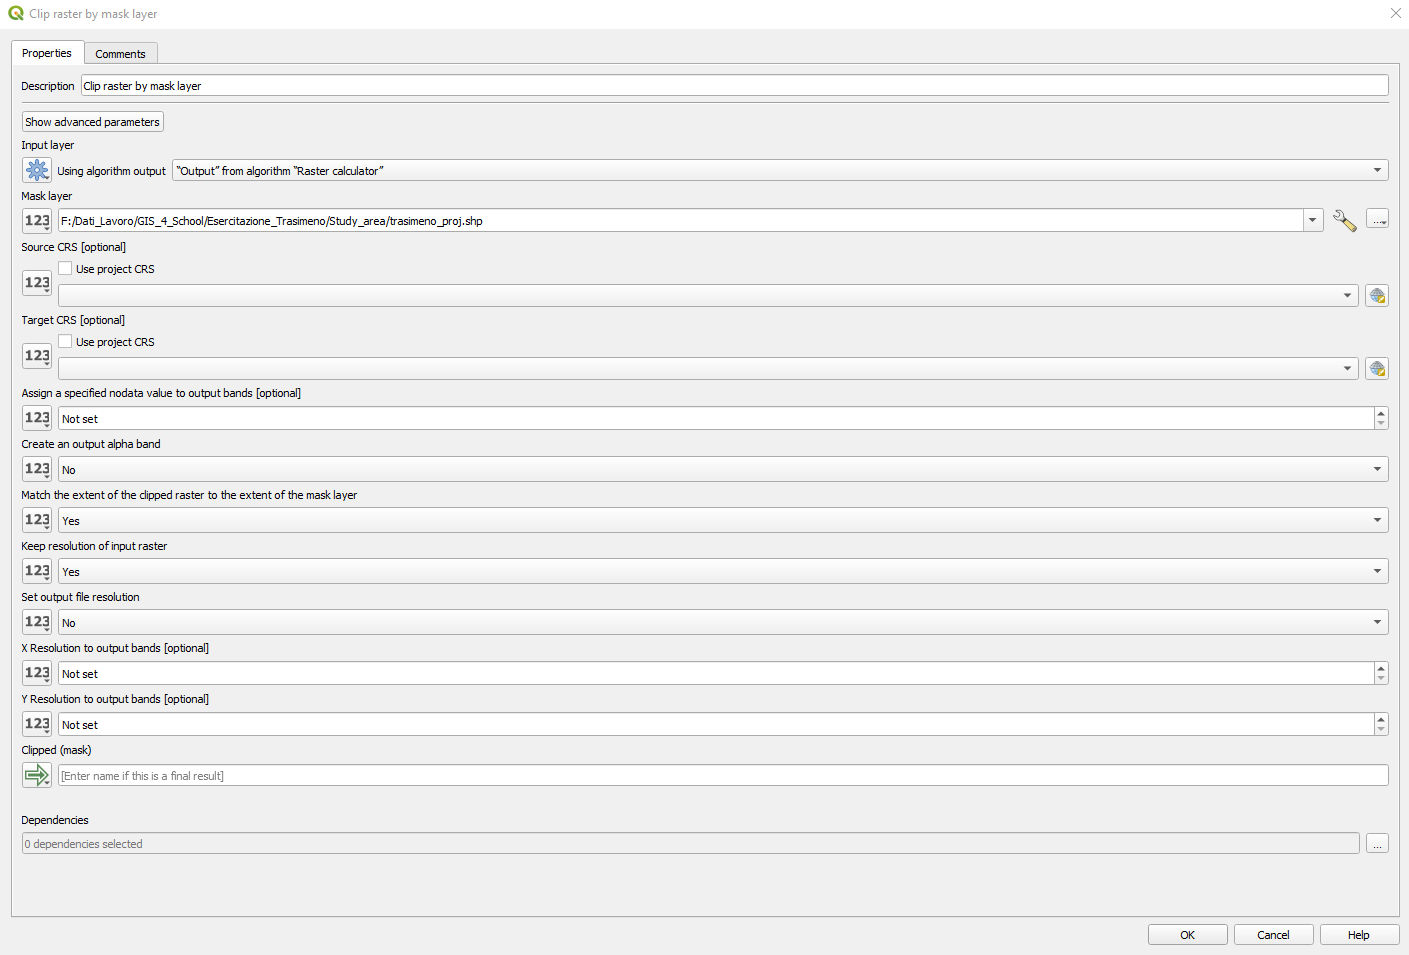 Clip raster by mask layer
Properties
Comments
Description
Clip raster by mask layer
Show advanced parameters
Input layer
Using algorithm output
“Output” from algorithm “Raster calculator”
Mask layer
123
F:/Dati_Lavoro/GIS_4_School/Esercitazione_Trasimeno/Study_area/trasimeno_proj.shp
...
Source CRS [optional]
123
Use project CRS
Target CRS [optional]
123
Use project CRS
Assign a specified nodata value to output bands [optional]
123
Not set
Create an output alpha band
123
No
Match the extent of the clipped raster to the extent of the mask layer
123
Yes
Keep resolution of input raster
123
Yes
Set output file resolution
123
No
X Resolution to output bands [optional]
123
Not set
Y Resolution to output bands [optional]
123
Not set
Clipped (mask)
[Enter name if this is a final result]
Dependencies
0 dependencies selected
...
OK
Cancel
Help